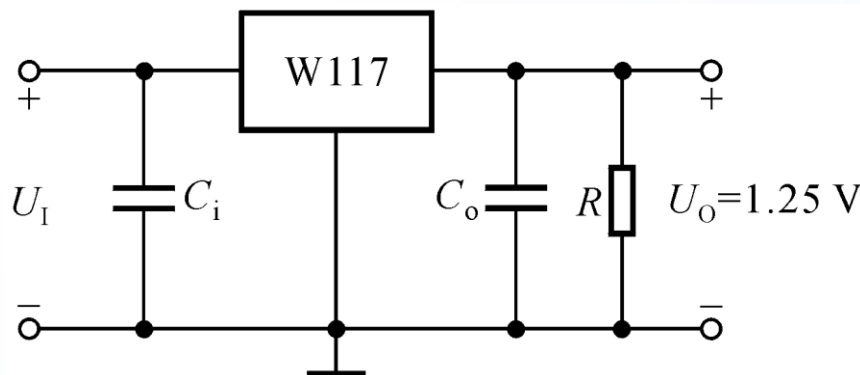 W117
+ +
U_I C_i C_o R U_O=1.25 V
− −